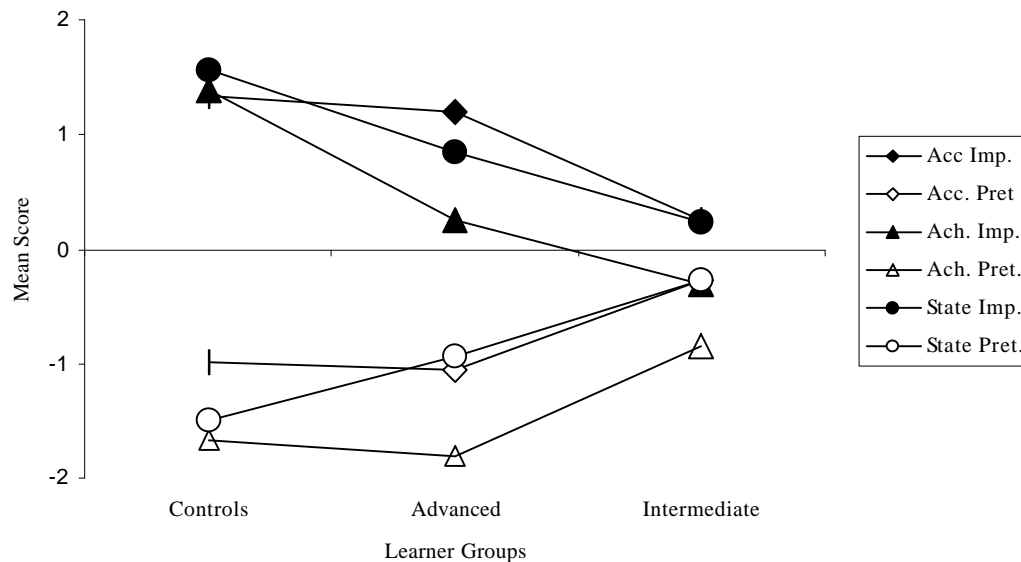 2
1
0
-1
-2
Mean Score
Controls
Advanced
Intermediate
Learner Groups
Acc Imp.
Acc. Pret
Ach. Imp.
Ach. Pret.
State Imp.
State Pret.